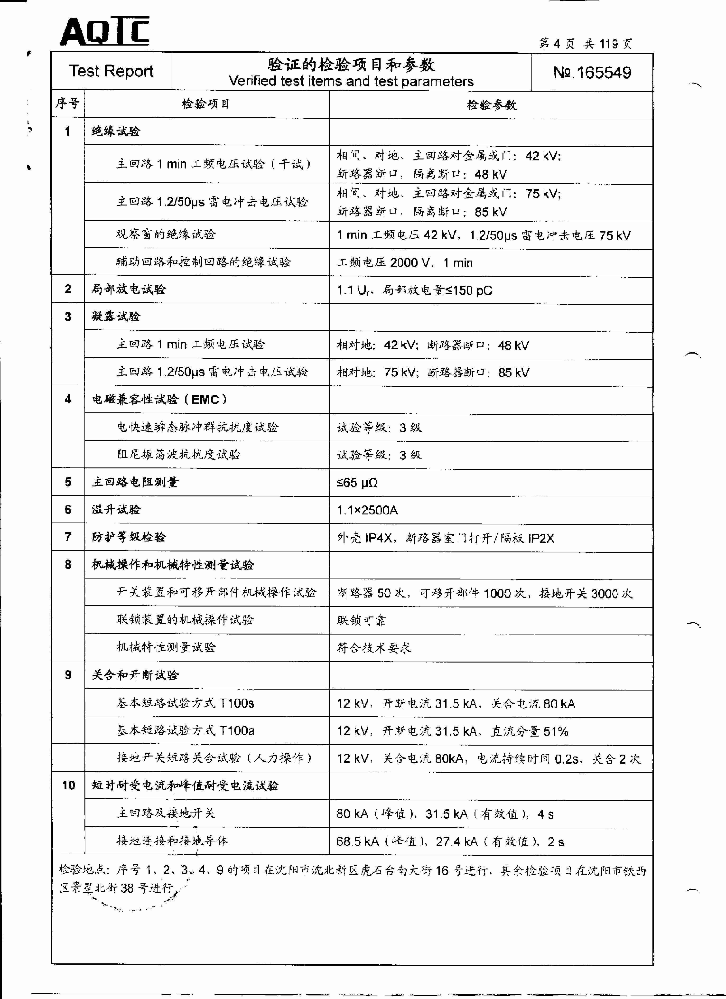 AQTC
第 4 页 共 119 页
Test Report
验证的检验项目和参数
Verified test items and test parameters
№.165549
序号 检验项目 检验参数
1 绝缘试验
主回路 1 min 工频电压试验（干试）
相间、对地、主回路对金属或门：42 kV;
断路器断口，隔离断口：48 kV
主回路 1.2/50μs 雷电冲击电压试验
相间、对地、主回路对金属或门：75 kV;
断路器断口，隔离断口：85 kV
观察窗的绝缘试验 1 min 工频电压 42 kV，1.2/50μs 雷电冲击电压 75 kV
辅助回路和控制回路的绝缘试验 工频电压 2000 V，1 min
2 局部放电试验 1.1 Ur，局部放电量≤150 pC
3 凝露试验
主回路 1 min 工频电压试验 相对地：42 kV；断路器断口：48 kV
主回路 1.2/50μs 雷电冲击电压试验 相对地：75 kV；断路器断口：85 kV
4 电磁兼容性试验（EMC）
电快速瞬态脉冲群抗扰度试验 试验等级：3 级
阻尼振荡波抗扰度试验 试验等级：3 级
5 主回路电阻测量 ≤65 μΩ
6 温升试验 1.1×2500A
7 防护等级检验 外壳 IP4X，断路器室门打开/隔板 IP2X
8 机械操作和机械特性测量试验
开关装置和可移开部件机械操作试验 断路器 50 次，可移开部件 1000 次，接地开关 3000 次
联锁装置的机械操作试验 联锁可靠
机械特性测量试验 符合技术要求
9 关合和开断试验
基本短路试验方式 T100s 12 kV，开断电流 31.5 kA，关合电流 80 kA
基本短路试验方式 T100a 12 kV，开断电流 31.5 kA，直流分量 51%
接地开关短路关合试验（人力操作） 12 kV，关合电流 80kA，电流持续时间 0.2s，关合 2 次
10 短时耐受电流和峰值耐受电流试验
主回路及接地开关 80 kA（峰值）、31.5 kA（有效值），4 s
接地连接和接地导体 68.5 kA（峰值），27.4 kA（有效值）、2 s
检验地点：序号 1、2、3、4、9 的项目在沈阳市沈北新区虎石台南大街 16 号进行，其余检验项目在沈阳市铁西
区景星北街 38 号进行。